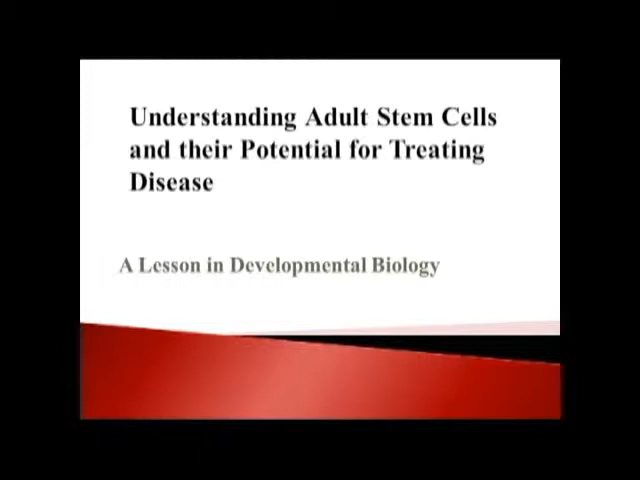 Understanding Adult Stem Cells
and their Potential for Treating
Disease
A Lesson in Developmental Biology